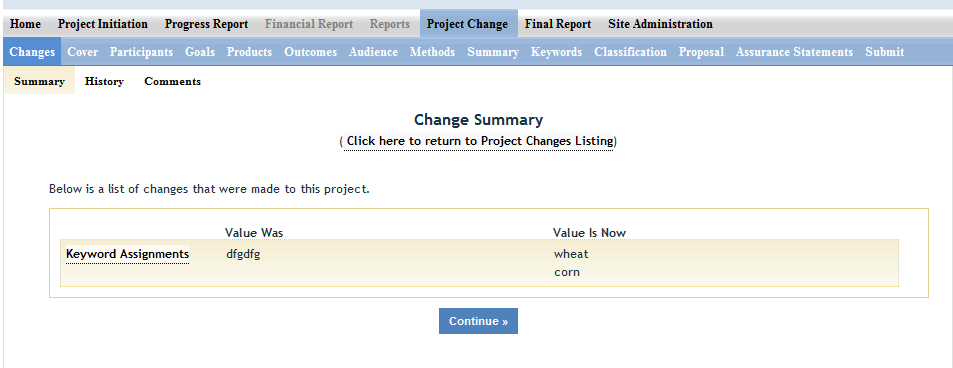 Home Project Initiation Progress Report Financial Report Reports Project Change Final Report Site Administration
Changes Cover Participants Goals Products Outcomes Audience Methods Summary Keywords Classification Proposal Assurance Statements Submit
Summary History Comments
Change Summary
( Click here to return to Project Changes Listing)
Below is a list of changes that were made to this project.
Value Was Value Is Now
Keyword Assignments dfgdfg wheat
corn
Continue »